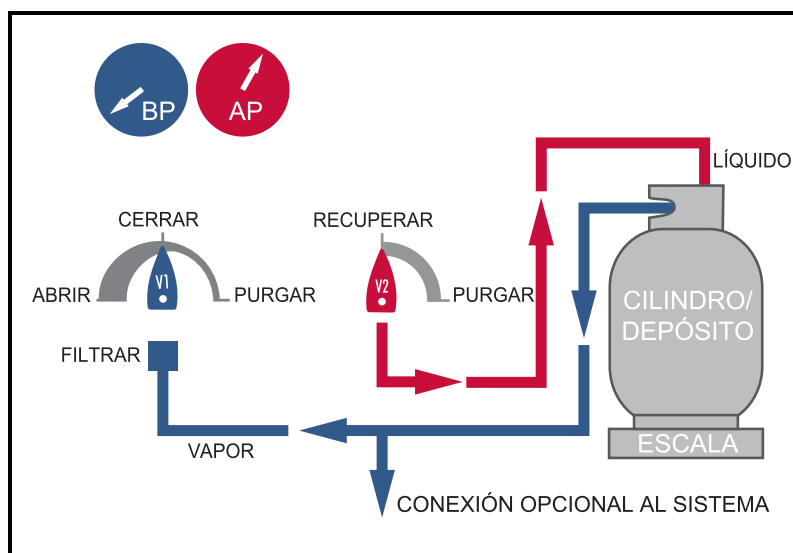 BP
AP
LÍQUIDO
CERRAR
RECUPERAR
V1
V2
ABRIR
PURGAR
PURGAR
CILINDRO/
DEPÓSITO
FILTRAR
VAPOR
ESCALA
CONEXIÓN OPCIONAL AL SISTEMA